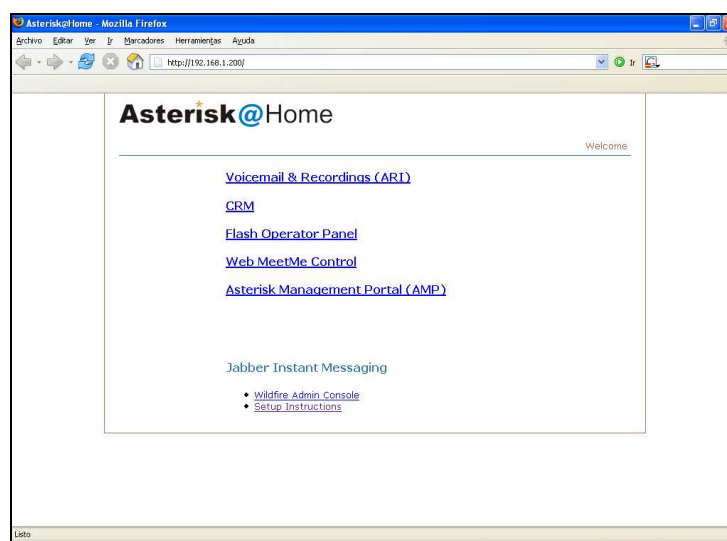 Asterisk@Home - Mozilla Firefox
Archivo Editar Ver Ir Marcadores Herramientas Ayuda
http://192.168.1.200/ Ir
Asterisk@Home
Welcome
Voicemail & Recordings (ARI)
CRM
Flash Operator Panel
Web MeetMe Control
Asterisk Management Portal (AMP)
Jabber Instant Messaging
Wildfire Admin Console
Setup Instructions
Listo